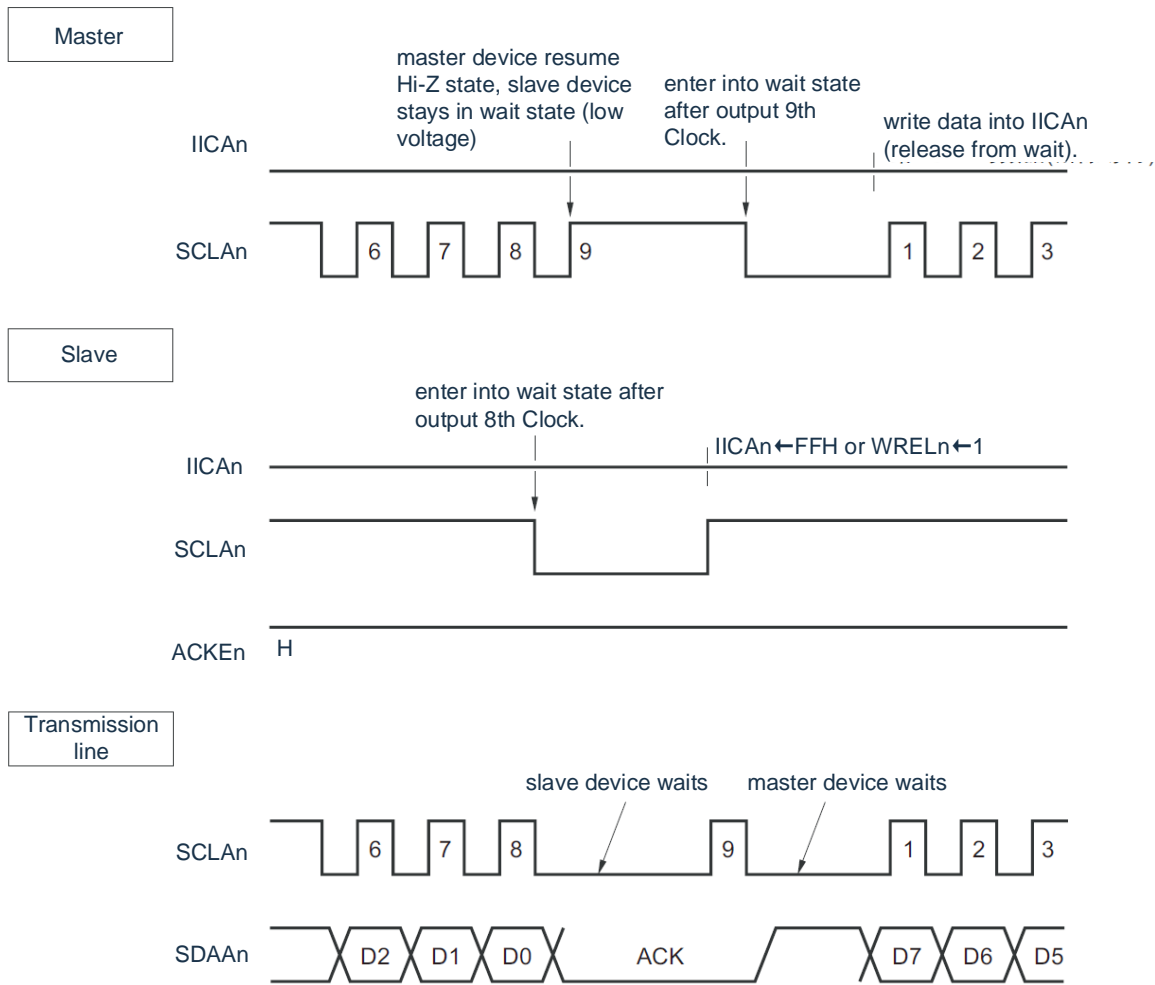 Master
master device resume
Hi-Z state, slave device
stays in wait state (low
voltage)
enter into wait state
after output 9th
Clock.
write data into IICAn
(release from wait).
IICAn
SCLAn
6 7 8 9 1 2 3
Slave
enter into wait state after
output 8th Clock.
IICAn←FFH or WRELn←1
IICAn
SCLAn
ACKEn H
Transmission
line
slave device waits
master device waits
SCLAn
6 7 8 9 1 2 3
SDAAn
D2 D1 D0 ACK D7 D6 D5